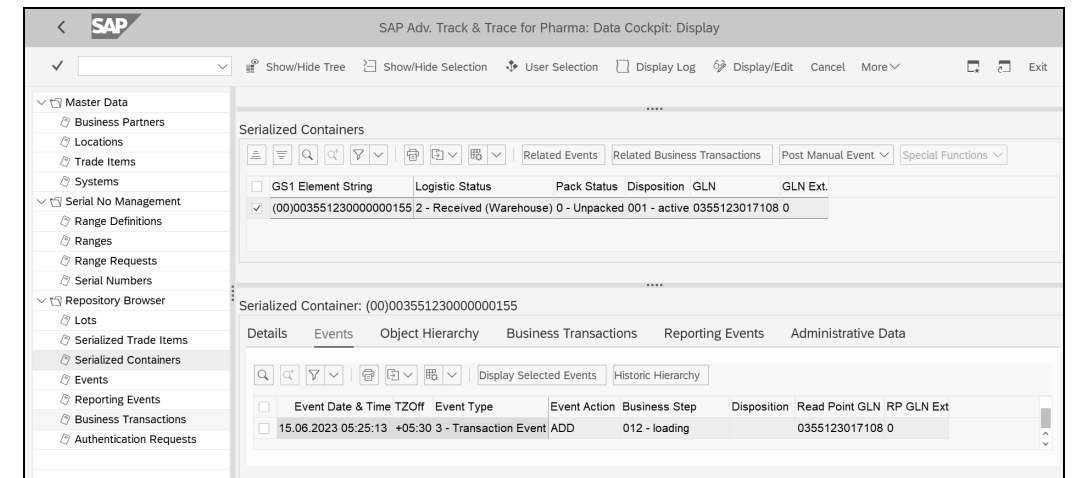 SAP
SAP Adv. Track & Trace for Pharma: Data Cockpit: Display
Show/Hide Tree Show/Hide Selection User Selection Display Log Display/Edit Cancel More Exit
Master Data
Business Partners
Locations
Trade Items
Systems
Serial No Management
Range Definitions
Ranges
Range Requests
Serial Numbers
Repository Browser
Lots
Serialized Trade Items
Serialized Containers
Events
Reporting Events
Business Transactions
Authentication Requests
Serialized Containers
Related Events Related Business Transactions Post Manual Event Special Functions
GS1 Element String Logistic Status Pack Status Disposition GLN GLN Ext.
(00)003551230000000155 2 - Received (Warehouse) 0 - Unpacked 001 - active 0355123017108 0
Serialized Container: (00)003551230000000155
Details Events Object Hierarchy Business Transactions Reporting Events Administrative Data
Display Selected Events Historic Hierarchy
Event Date & Time TZOff Event Type Event Action Business Step Disposition Read Point GLN RP GLN Ext
15.06.2023 05:25:13 +05:30 3 - Transaction Event ADD 012 - loading 0355123017108 0